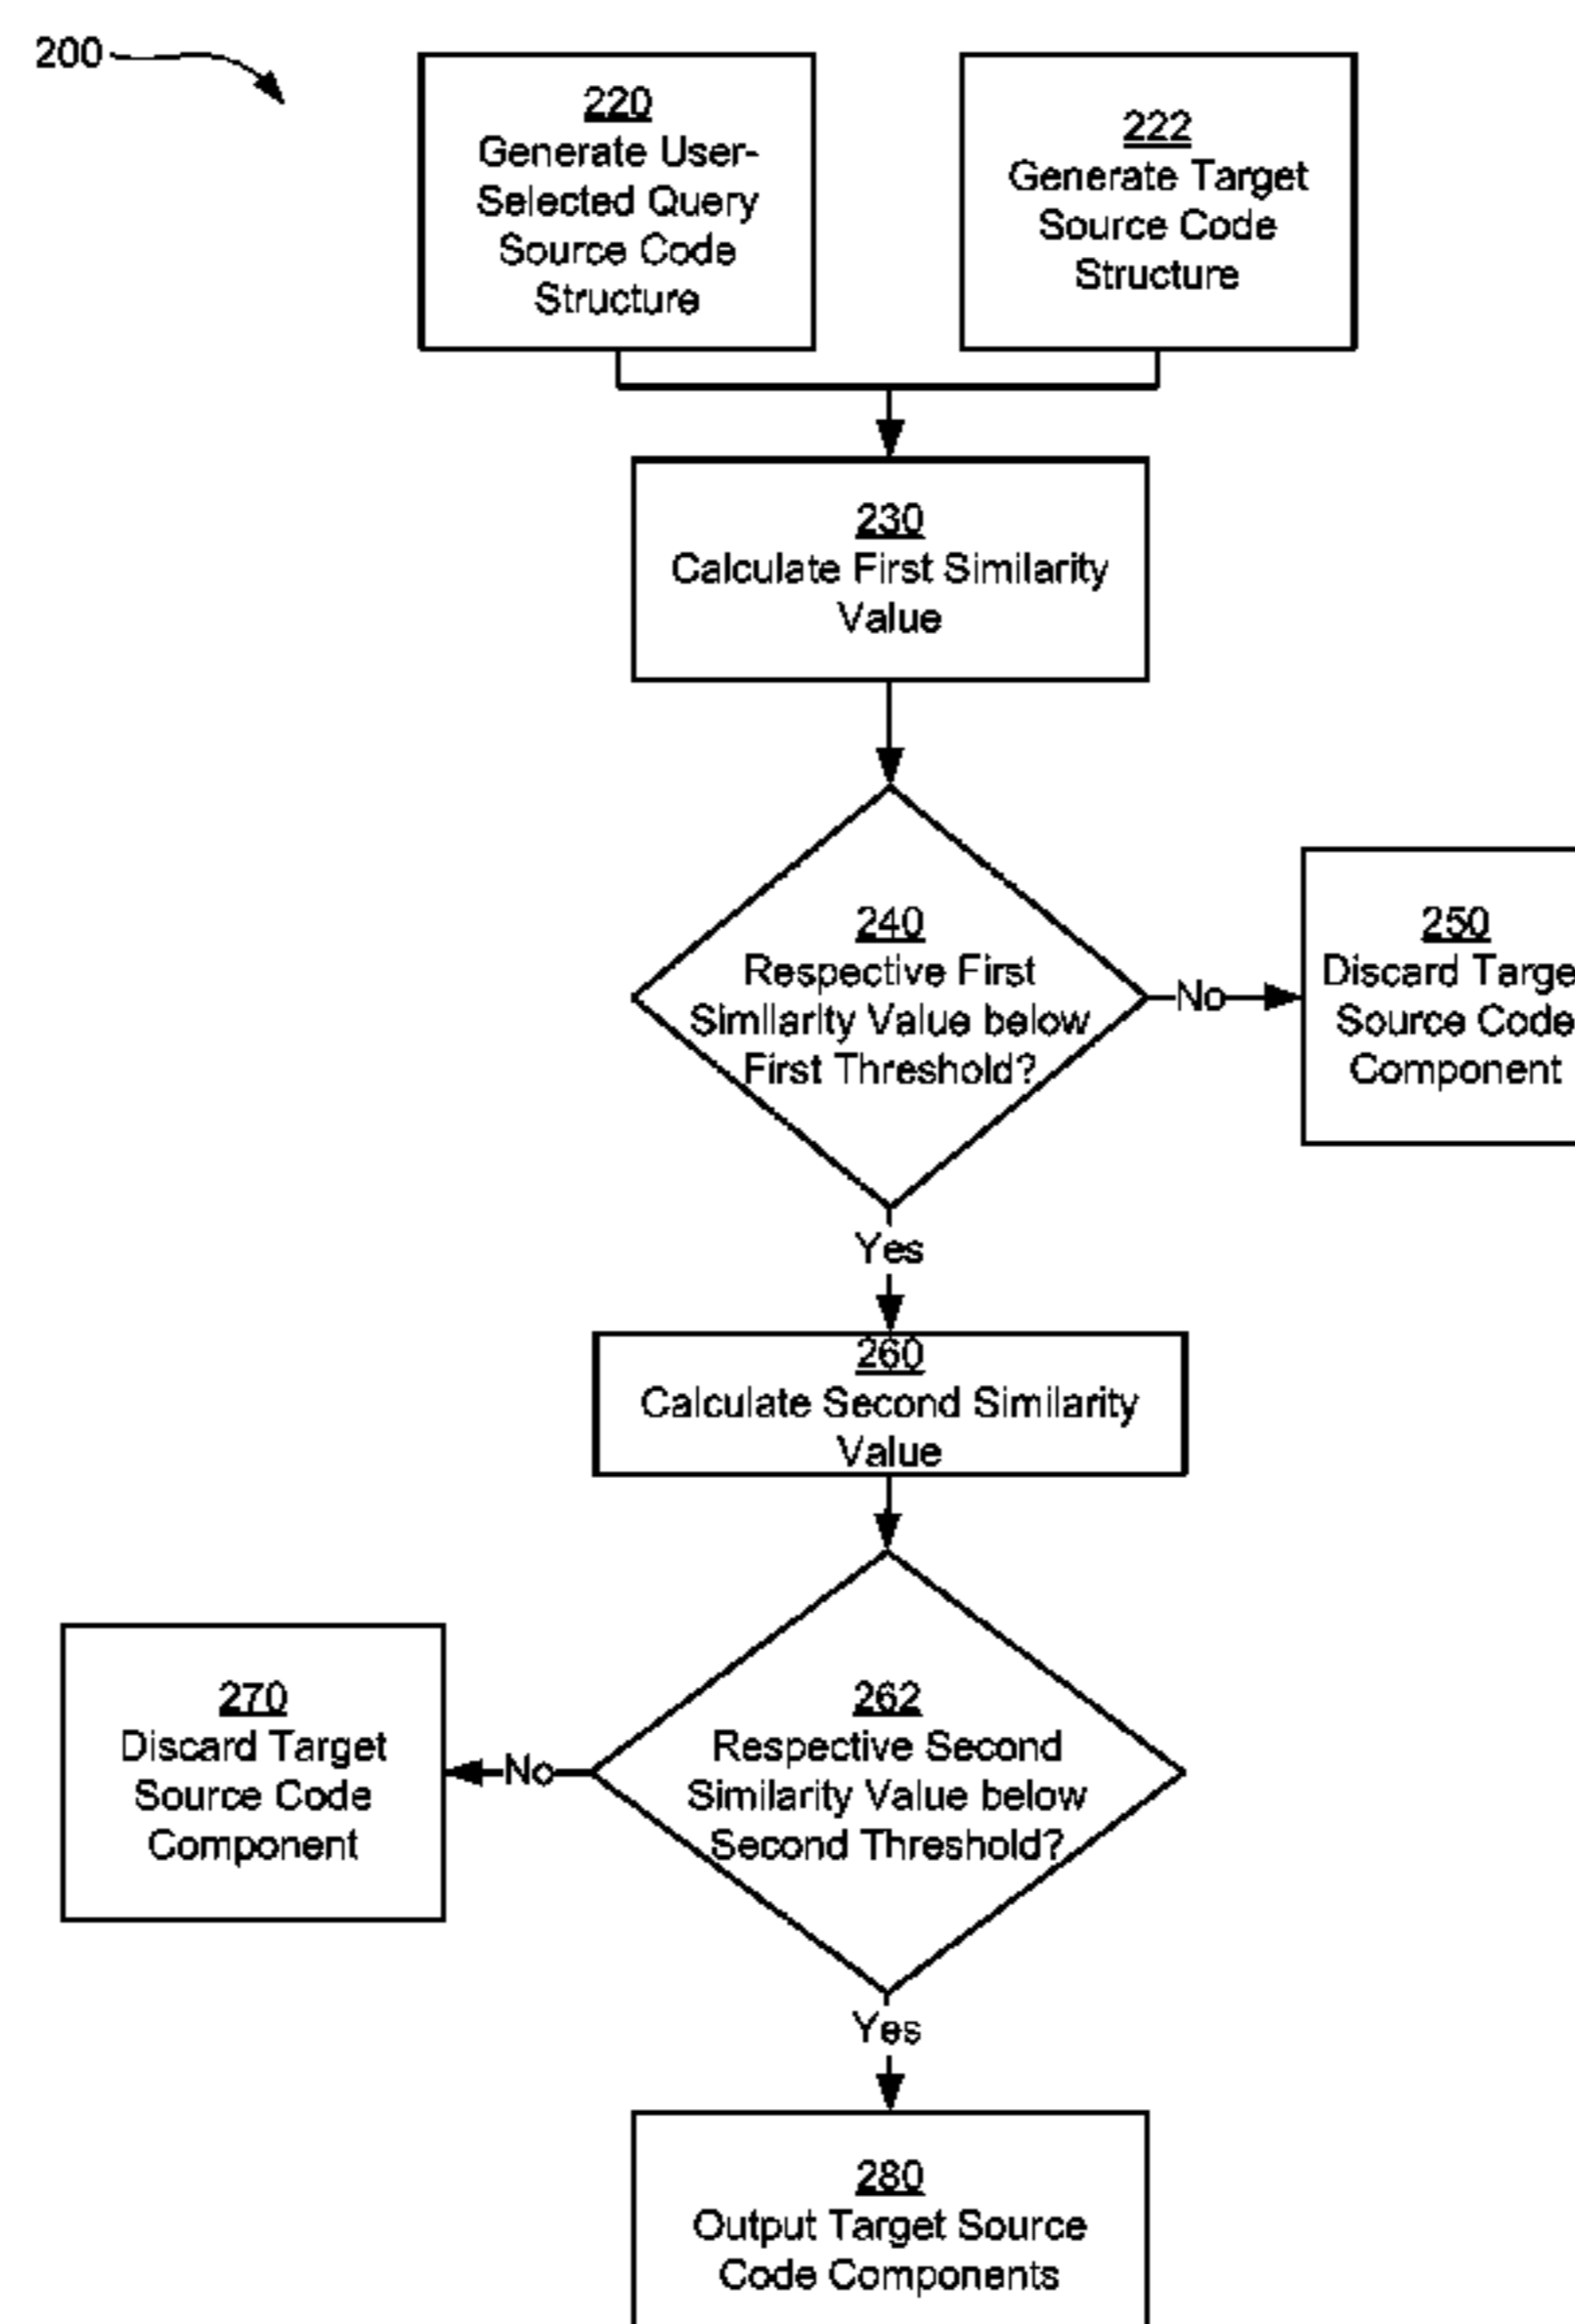 200
220
Generate User-
Selected Query
Source Code
Structure
222
Generate Target
Source Code
Structure
230
Calculate First Similarity
Value
240
Respective First
Similarity Value below
First Threshold?
No
250
Discard Targe
Source Code
Component
Yes
260
Calculate Second Similarity
Value
270
Discard Target
Source Code
Component
No
262
Respective Second
Similarity Value below
Second Threshold?
Yes
280
Output Target Source
Code Components